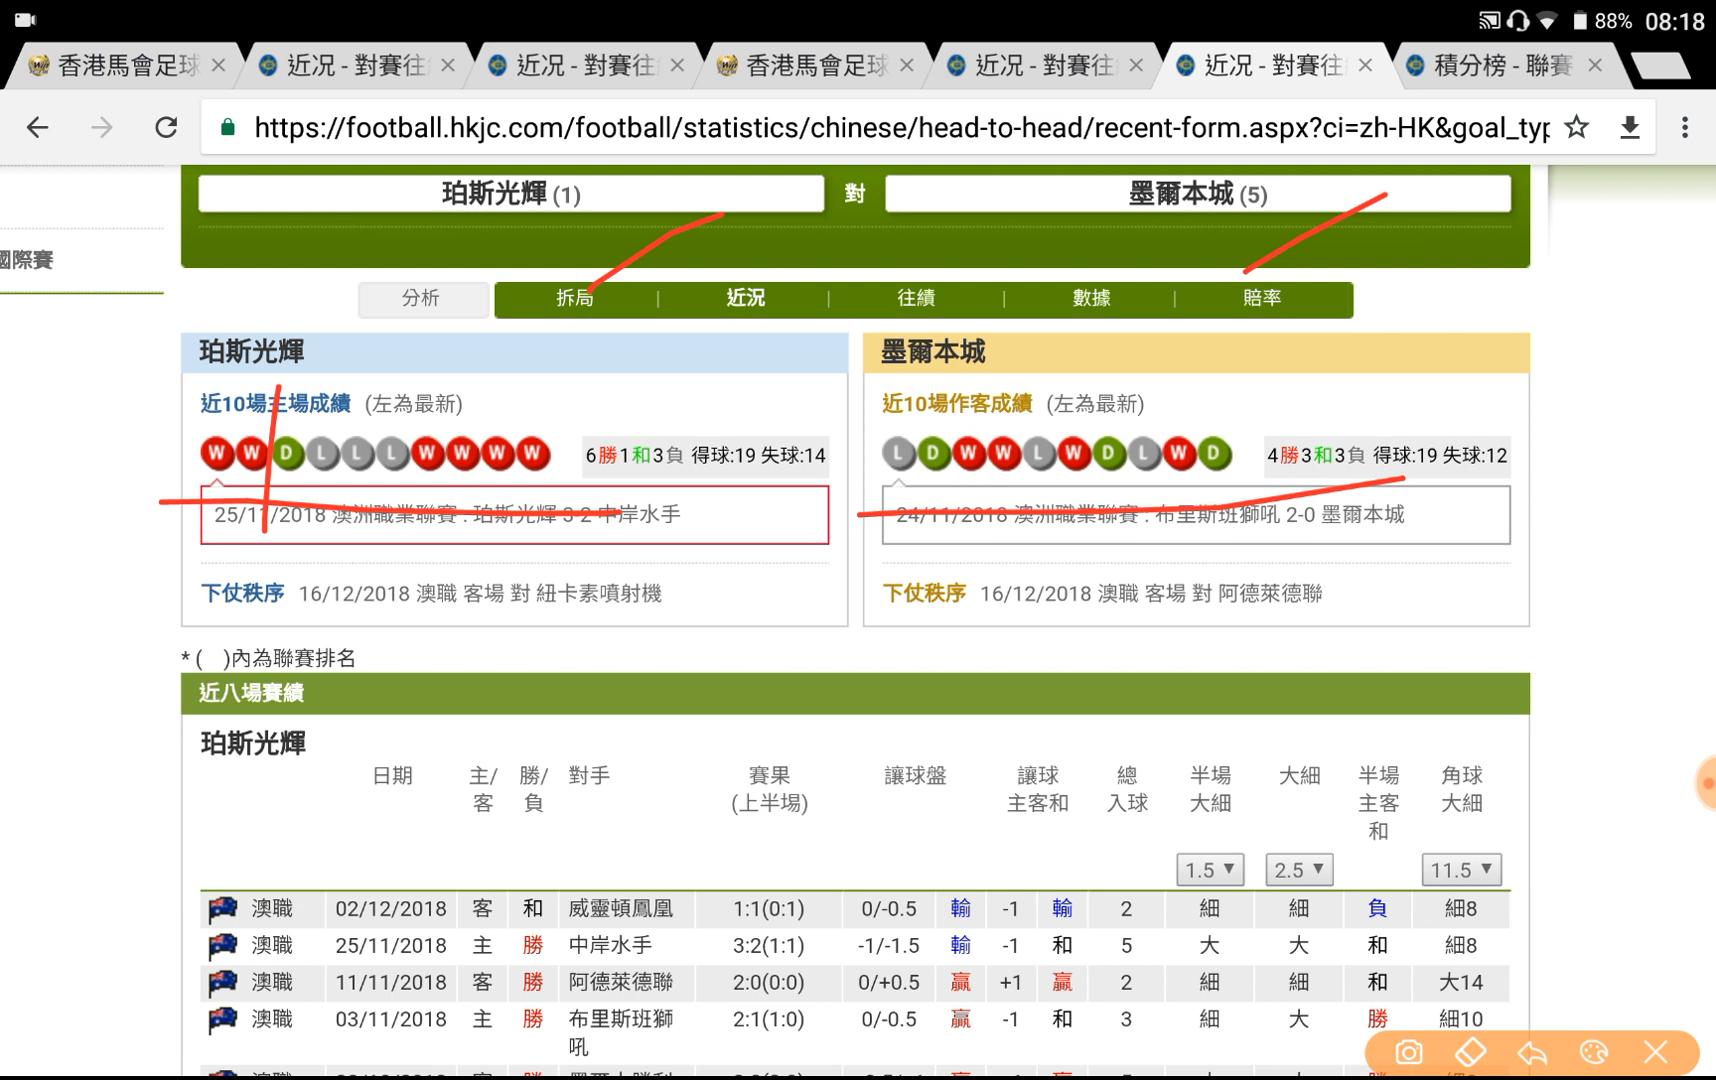 88% 08:18
香港馬會足球 近況 - 對賽往 近況 - 對賽往 香港馬會足球 近況 - 對賽往 近況 - 對賽往 積分榜 - 聯賽
https://football.hkjc.com/football/statistics/chinese/head-to-head/recent-form.aspx?ci=zh-HK&goal_typ
珀斯光輝 (1) 對 墨爾本城 (5)
國際賽
分析 拆局 | 近況 | 往績 | 數據 | 賠率
珀斯光輝
近10場主場成績 (左為最新)
W W D L L L W W W W 6勝1和3負 得球:19 失球:14
25/11/2018 澳洲職業聯賽 : 珀斯光輝 3-2 中岸水手
下仗秩序 16/12/2018 澳職 客場 對 紐卡素噴射機
墨爾本城
近10場作客成績 (左為最新)
L D W W L W D L W D 4勝3和3負 得球:19 失球:12
24/11/2018 澳洲職業聯賽 : 布里斯班獅吼 2-0 墨爾本城
下仗秩序 16/12/2018 澳職 客場 對 阿德萊德聯
* ( )內為聯賽排名
近八場賽績
珀斯光輝
日期 主/客 勝/負 對手 賽果(上半場) 讓球盤 讓球主客和 總入球 半場大細 大細 半場主客和 角球大細
1.5 ▼ 2.5 ▼ 11.5 ▼
澳職 02/12/2018 客 和 威靈頓鳳凰 1:1(0:1) 0/-0.5 輸 -1 輸 2 細 細 負 細8
澳職 25/11/2018 主 勝 中岸水手 3:2(1:1) -1/-1.5 輸 -1 和 5 大 大 和 細8
澳職 11/11/2018 客 勝 阿德萊德聯 2:0(0:0) 0/+0.5 贏 +1 贏 2 細 細 和 大14
澳職 03/11/2018 主 勝 布里斯班獅吼 2:1(1:0) 0/-0.5 贏 -1 和 3 細 大 勝 細10